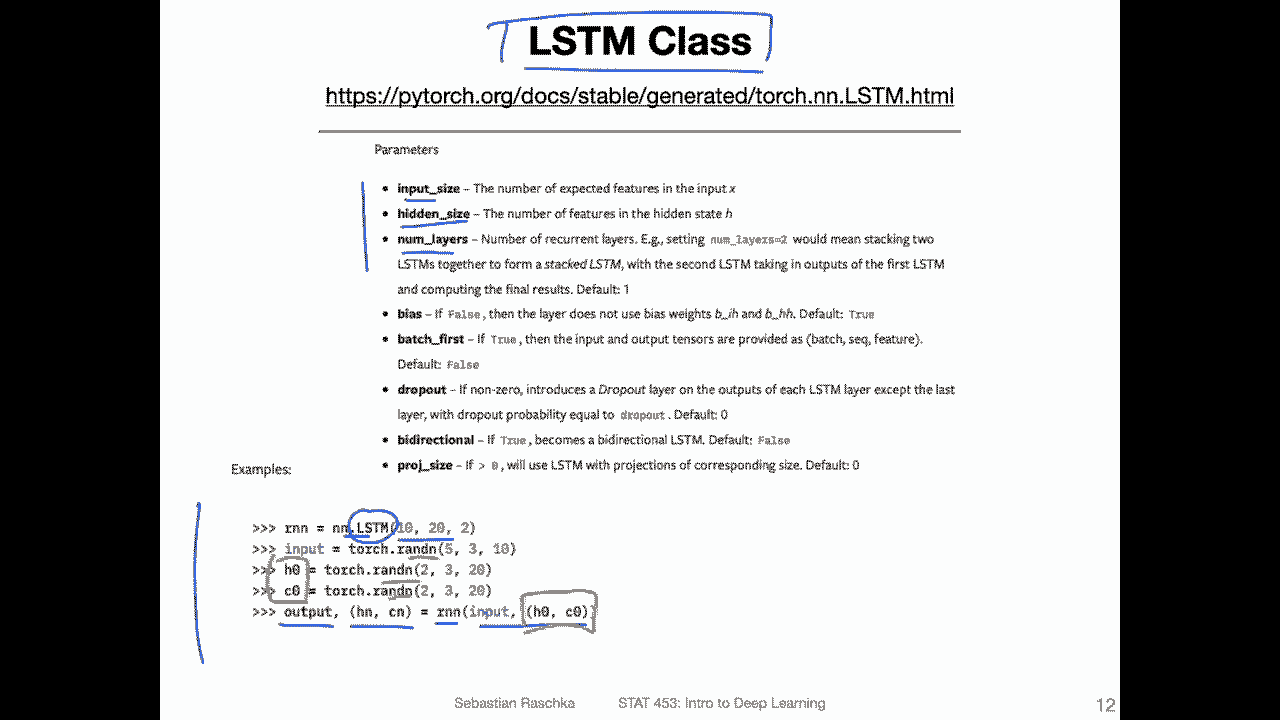 LSTM Class
https://pytorch.org/docs/stable/generated/torch.nn.LSTM.html
Parameters
• input_size – The number of expected features in the input x
• hidden_size – The number of features in the hidden state h
• num_layers – Number of recurrent layers. E.g., setting num_layers=2 would mean stacking two
LSTMs together to form a stacked LSTM, with the second LSTM taking in outputs of the first LSTM
and computing the final results. Default: 1
• bias – If False, then the layer does not use bias weights b_ih and b_hh. Default: True
• batch_first – If True, then the input and output tensors are provided as (batch, seq, feature).
Default: False
• dropout – If non-zero, introduces a Dropout layer on the outputs of each LSTM layer except the last
layer, with dropout probability equal to dropout. Default: 0
• bidirectional – If True, becomes a bidirectional LSTM. Default: False
• proj_size – If > 0, will use LSTM with projections of corresponding size. Default: 0
Examples:
>>> rnn = nn.LSTM(10, 20, 2)
>>> input = torch.randn(5, 3, 10)
>>> h0 = torch.randn(2, 3, 20)
>>> c0 = torch.randn(2, 3, 20)
>>> output, (hn, cn) = rnn(input, (h0, c0))
Sebastian Raschka STAT 453: Intro to Deep Learning 12